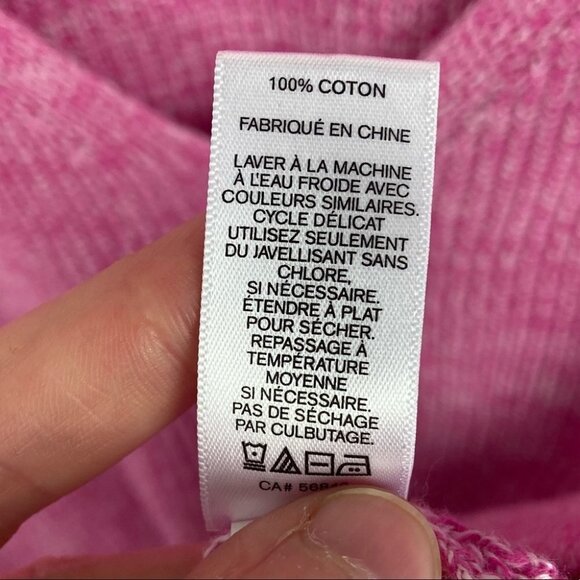 100% COTON
FABRIQUÉ EN CHINE
LAVER À LA MACHINE
À L'EAU FROIDE AVEC
COULEURS SIMILAIRES.
CYCLE DÉLICAT
UTILISEZ SEULEMENT
DU JAVELLISANT SANS
CHLORE,
SI NÉCESSAIRE.
ÉTENDRE À PLAT
POUR SÉCHER.
REPASSAGE À
TEMPÉRATURE
MOYENNE
SI NÉCESSAIRE.
PAS DE SÉCHAGE
PAR CULBUTAGE.
CA#